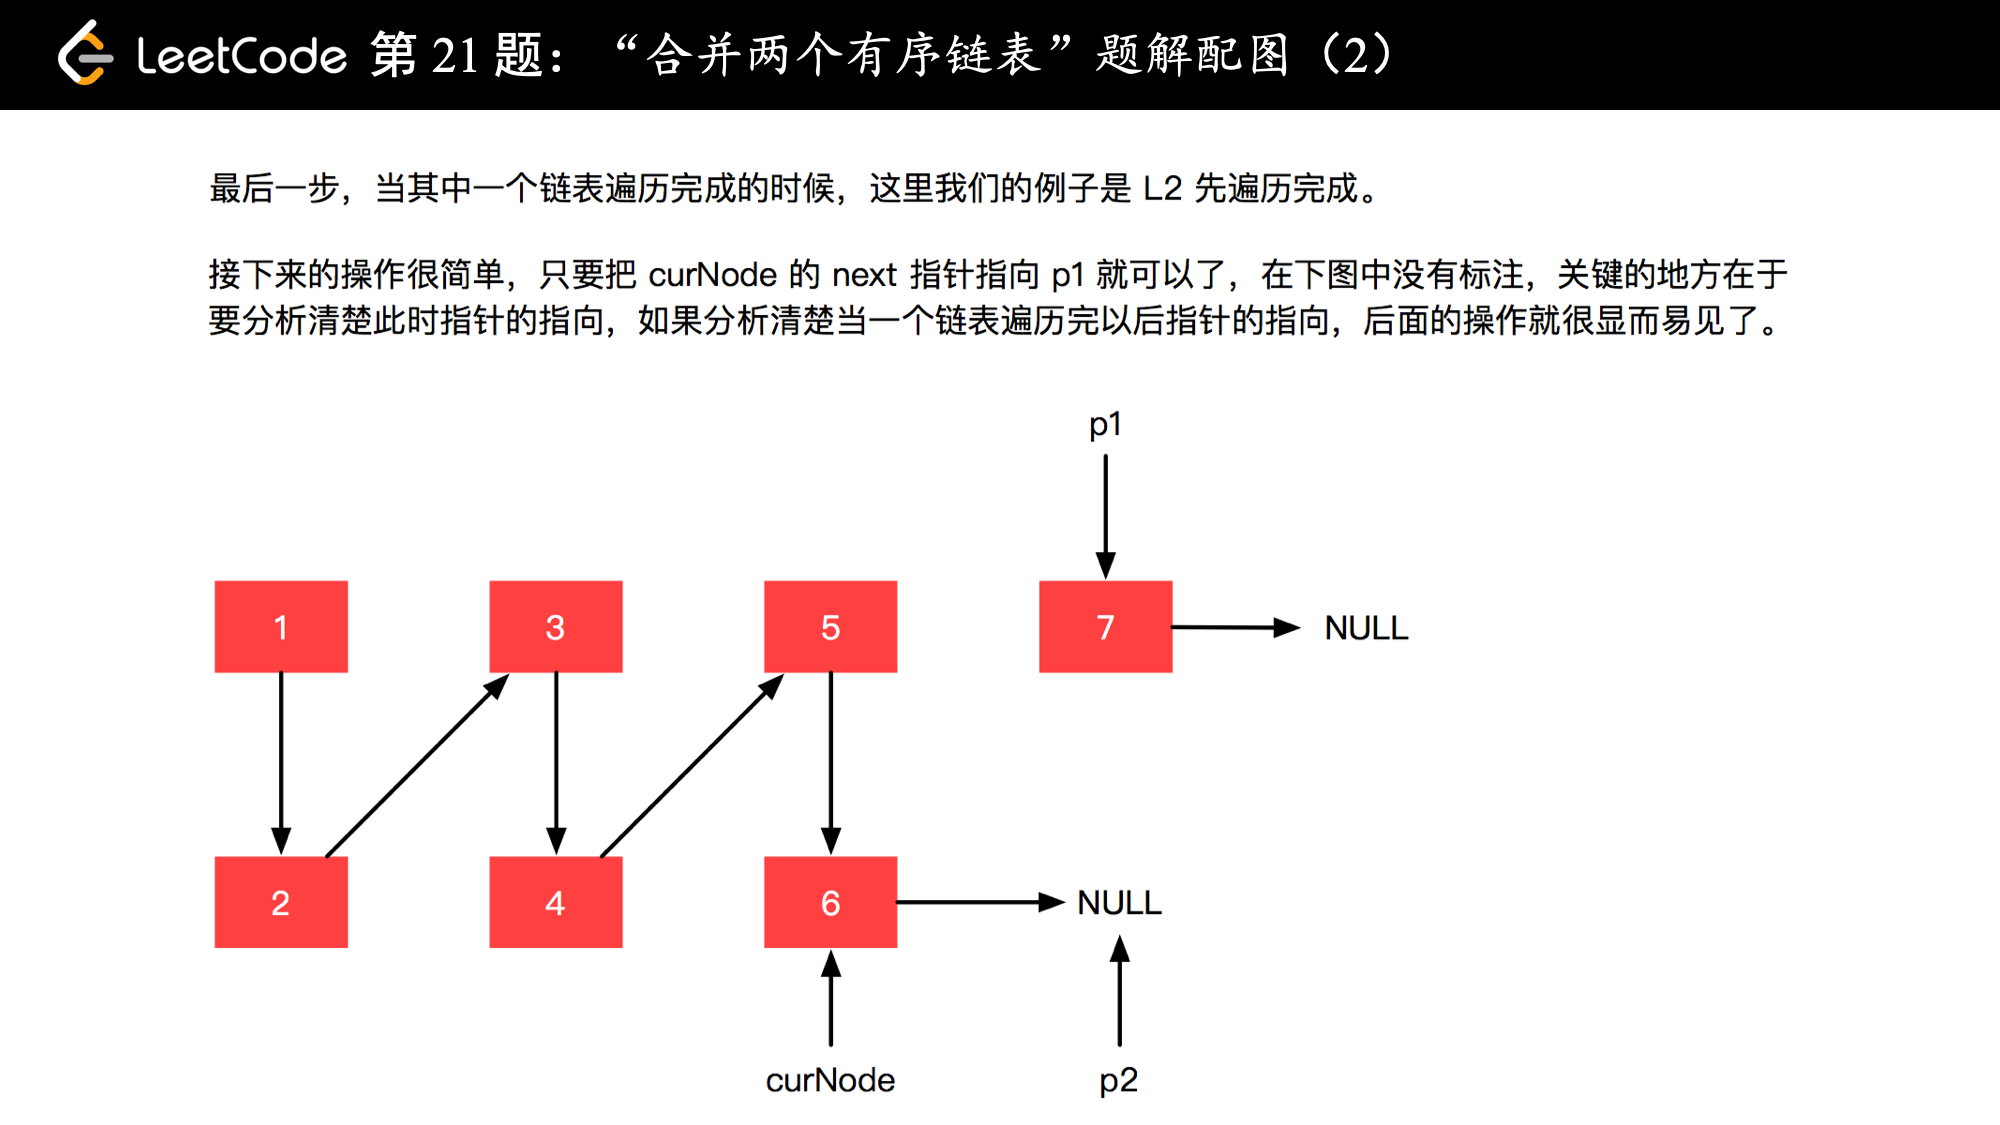 LeetCode 第 21 题：“合并两个有序链表”题解配图（2）
最后一步，当其中一个链表遍历完成的时候，这里我们的例子是 L2 先遍历完成。
接下来的操作很简单，只要把 curNode 的 next 指针指向 p1 就可以了，在下图中没有标注，关键的地方在于
要分析清楚此时指针的指向，如果分析清楚当一个链表遍历完以后指针的指向，后面的操作就很显而易见了。
p1
1 3 5 7 NULL
2 4 6 NULL
curNode p2